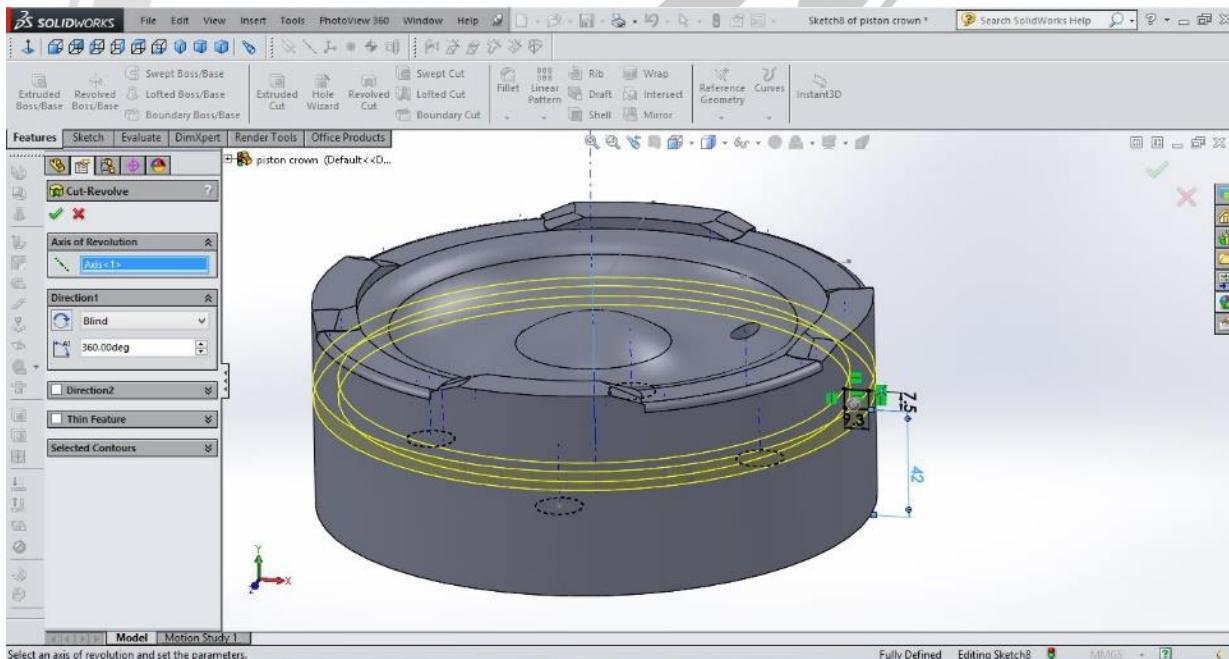 SOLIDWORKS File Edit View Insert Tools PhotoView 360 Window Help Sketch8 of piston crown * Search SolidWorks Help
Extruded Boss/Base
Revolved Boss/Base
Swept Boss/Base
Lofted Boss/Base
Boundary Boss/Base
Extruded Cut
Hole Wizard
Revolved Cut
Swept Cut
Lofted Cut
Boundary Cut
Fillet
Linear Pattern
Rib
Draft
Shell
Wrap
Intersect
Mirror
Reference Geometry
Curves
Instant3D
Features Sketch Evaluate DimXpert Render Tools Office Products
piston crown (Default<<D...
Cut-Revolve ?
Axis of Revolution
Axis<1>
Direction1
Blind
360.00deg
Direction2
Thin Feature
Selected Contours
7.5
9.3
42
Y
X
Model Motion Study 1
Select an axis of revolution and set the parameters. Fully Defined Editing Sketch8 MMGS